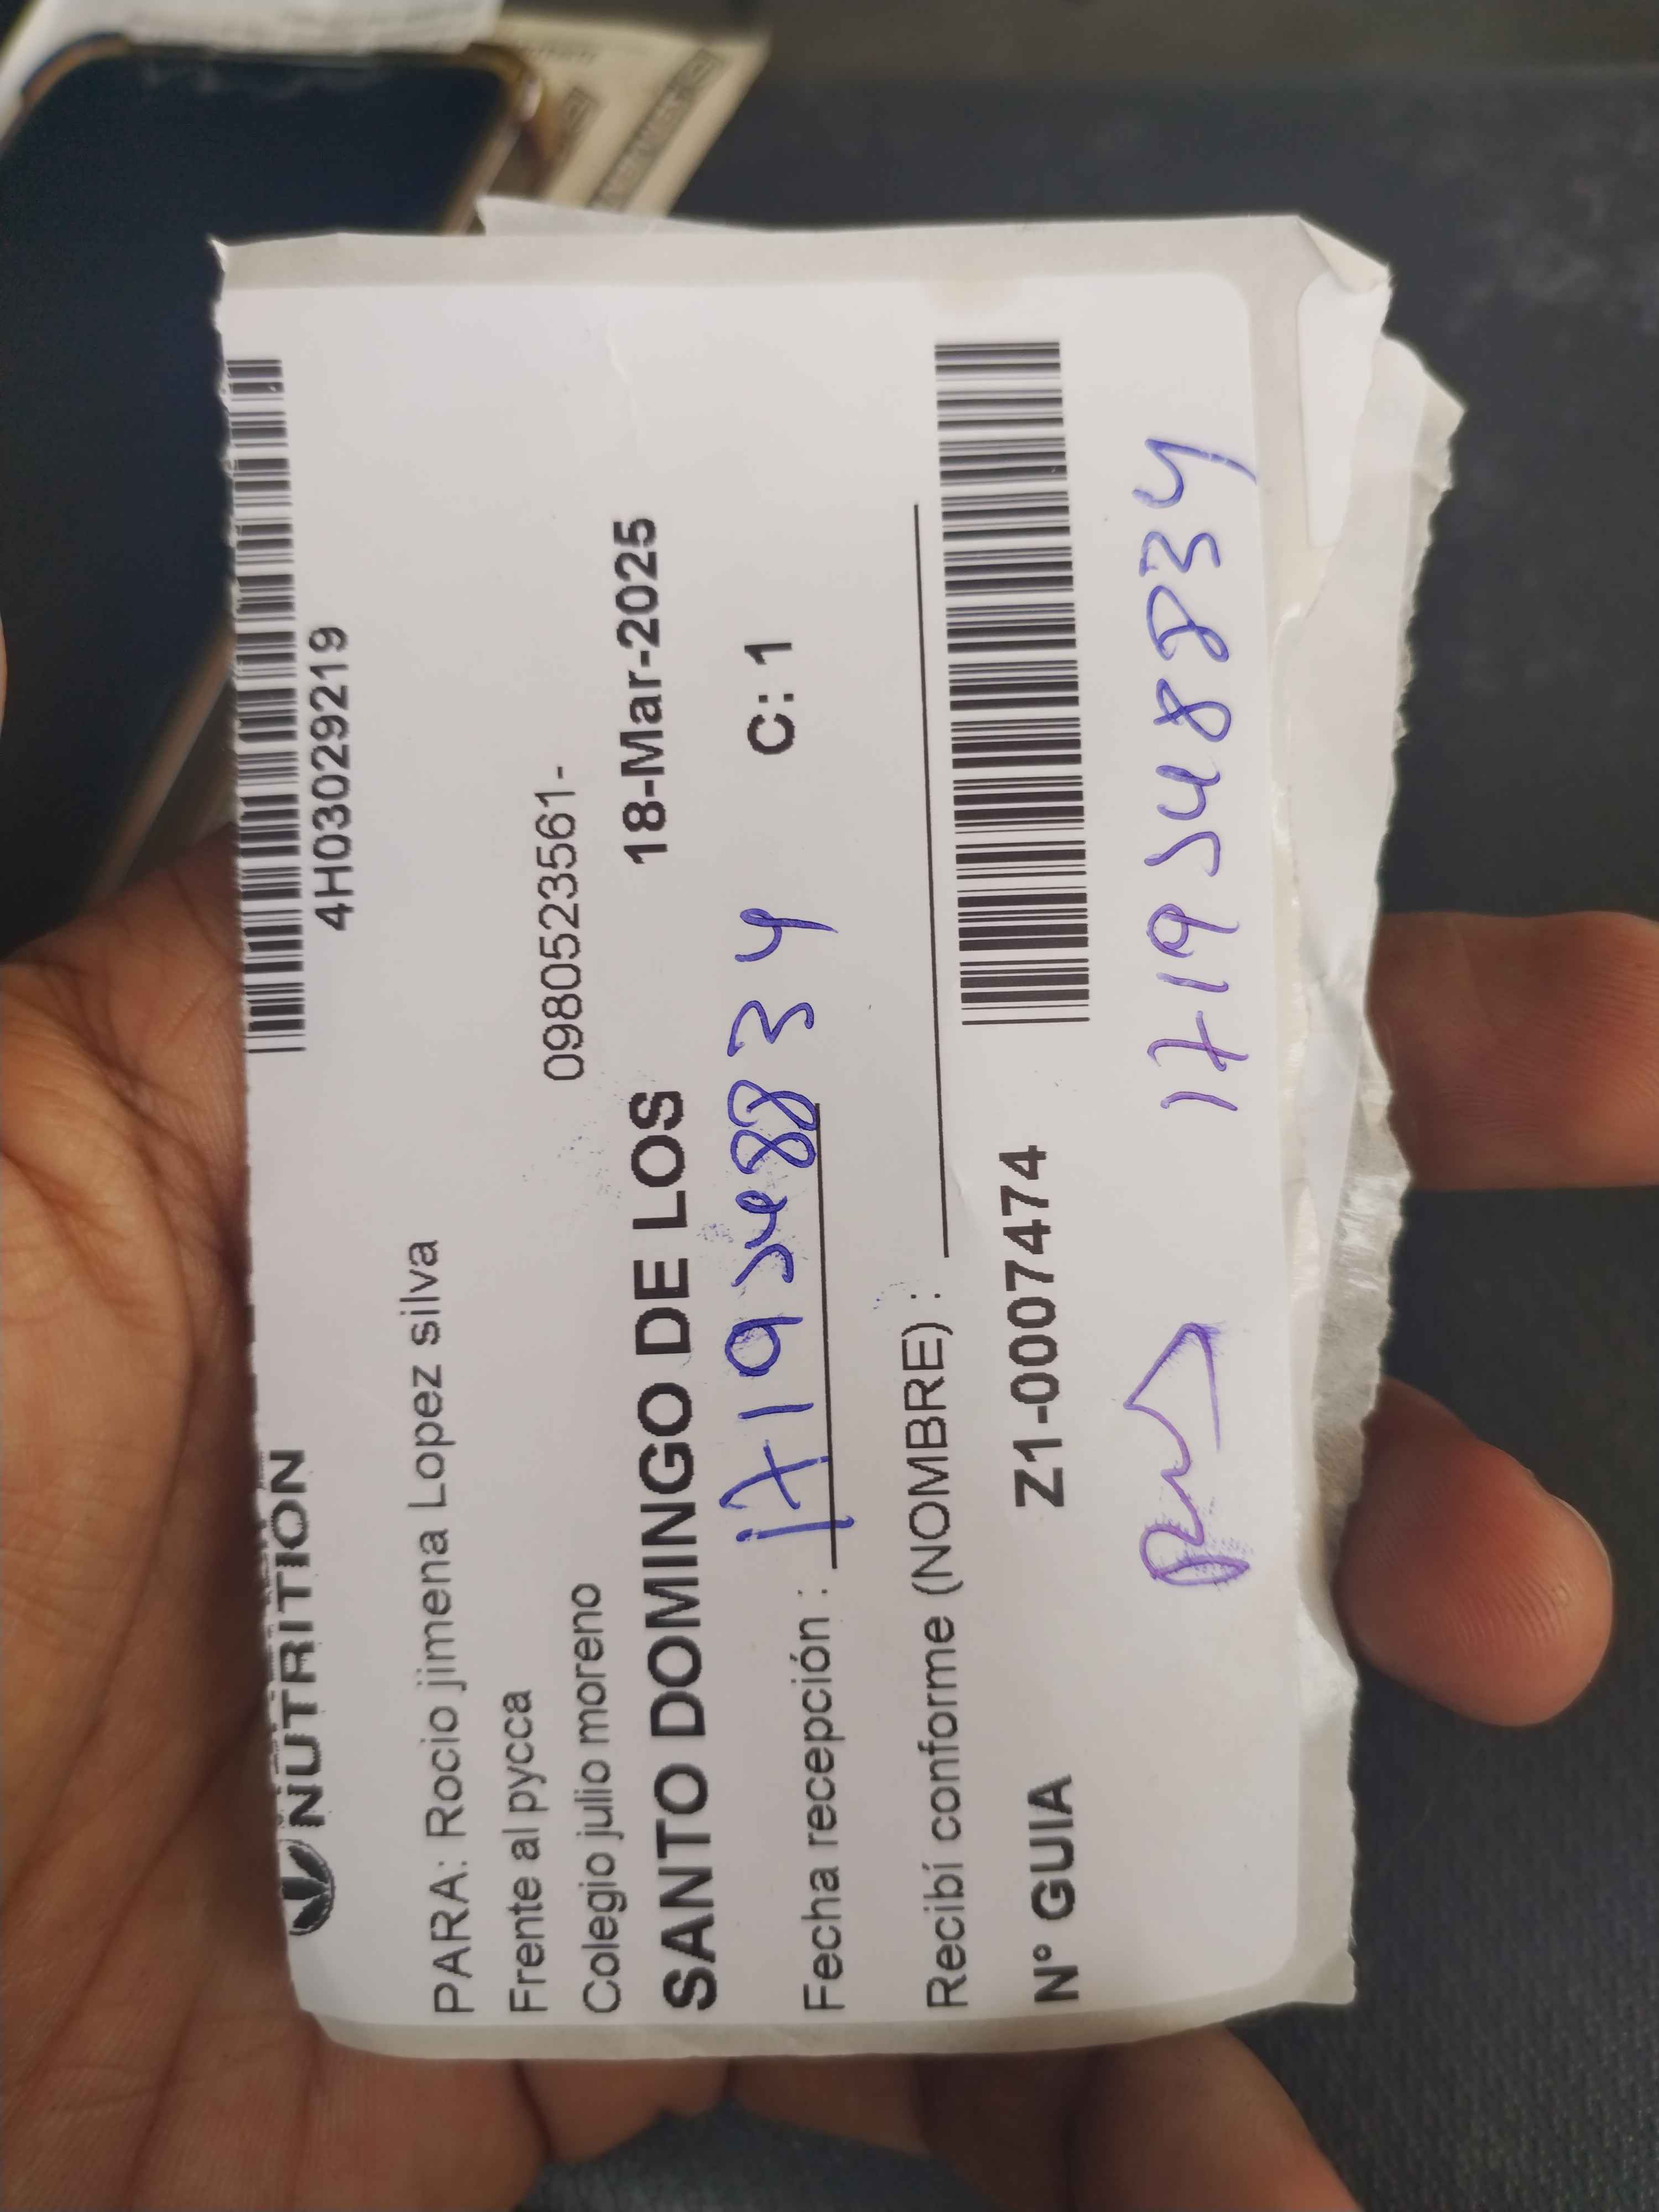 NUTRITION
4H03029219
PARA: Rocio jimena Lopez silva
Frente al pycca
0980523561-
Colegio julio moreno
SANTO DOMINGO DE LOS 18-Mar-2025
1719548834
Fecha recepción : C: 1
Recibí conforme (NOMBRE) :
N° GUIA Z1-0007474
1719548834